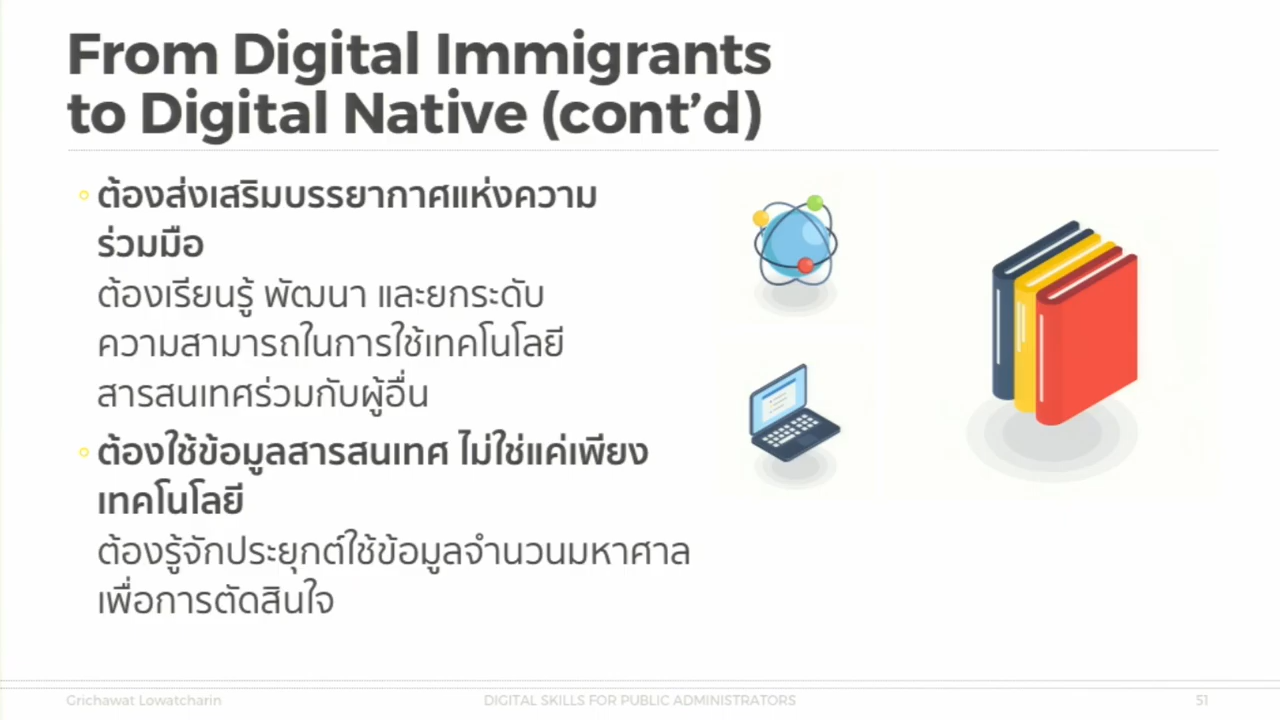 From Digital Immigrants
to Digital Native (cont’d)
◦ ต้องส่งเสริมบรรยากาศแห่งความ
ร่วมมือ
ต้องเรียนรู้ พัฒนา และยกระดับ
ความสามารถในการใช้เทคโนโลยี
สารสนเทศร่วมกับผู้อื่น
◦ ต้องใช้ข้อมูลสารสนเทศ ไม่ใช่แค่เพียง
เทคโนโลยี
ต้องรู้จักประยุกต์ใช้ข้อมูลจำนวนมหาศาล
เพื่อการตัดสินใจ
Grichawat Lowatcharin
DIGITAL SKILLS FOR PUBLIC ADMINISTRATORS
51